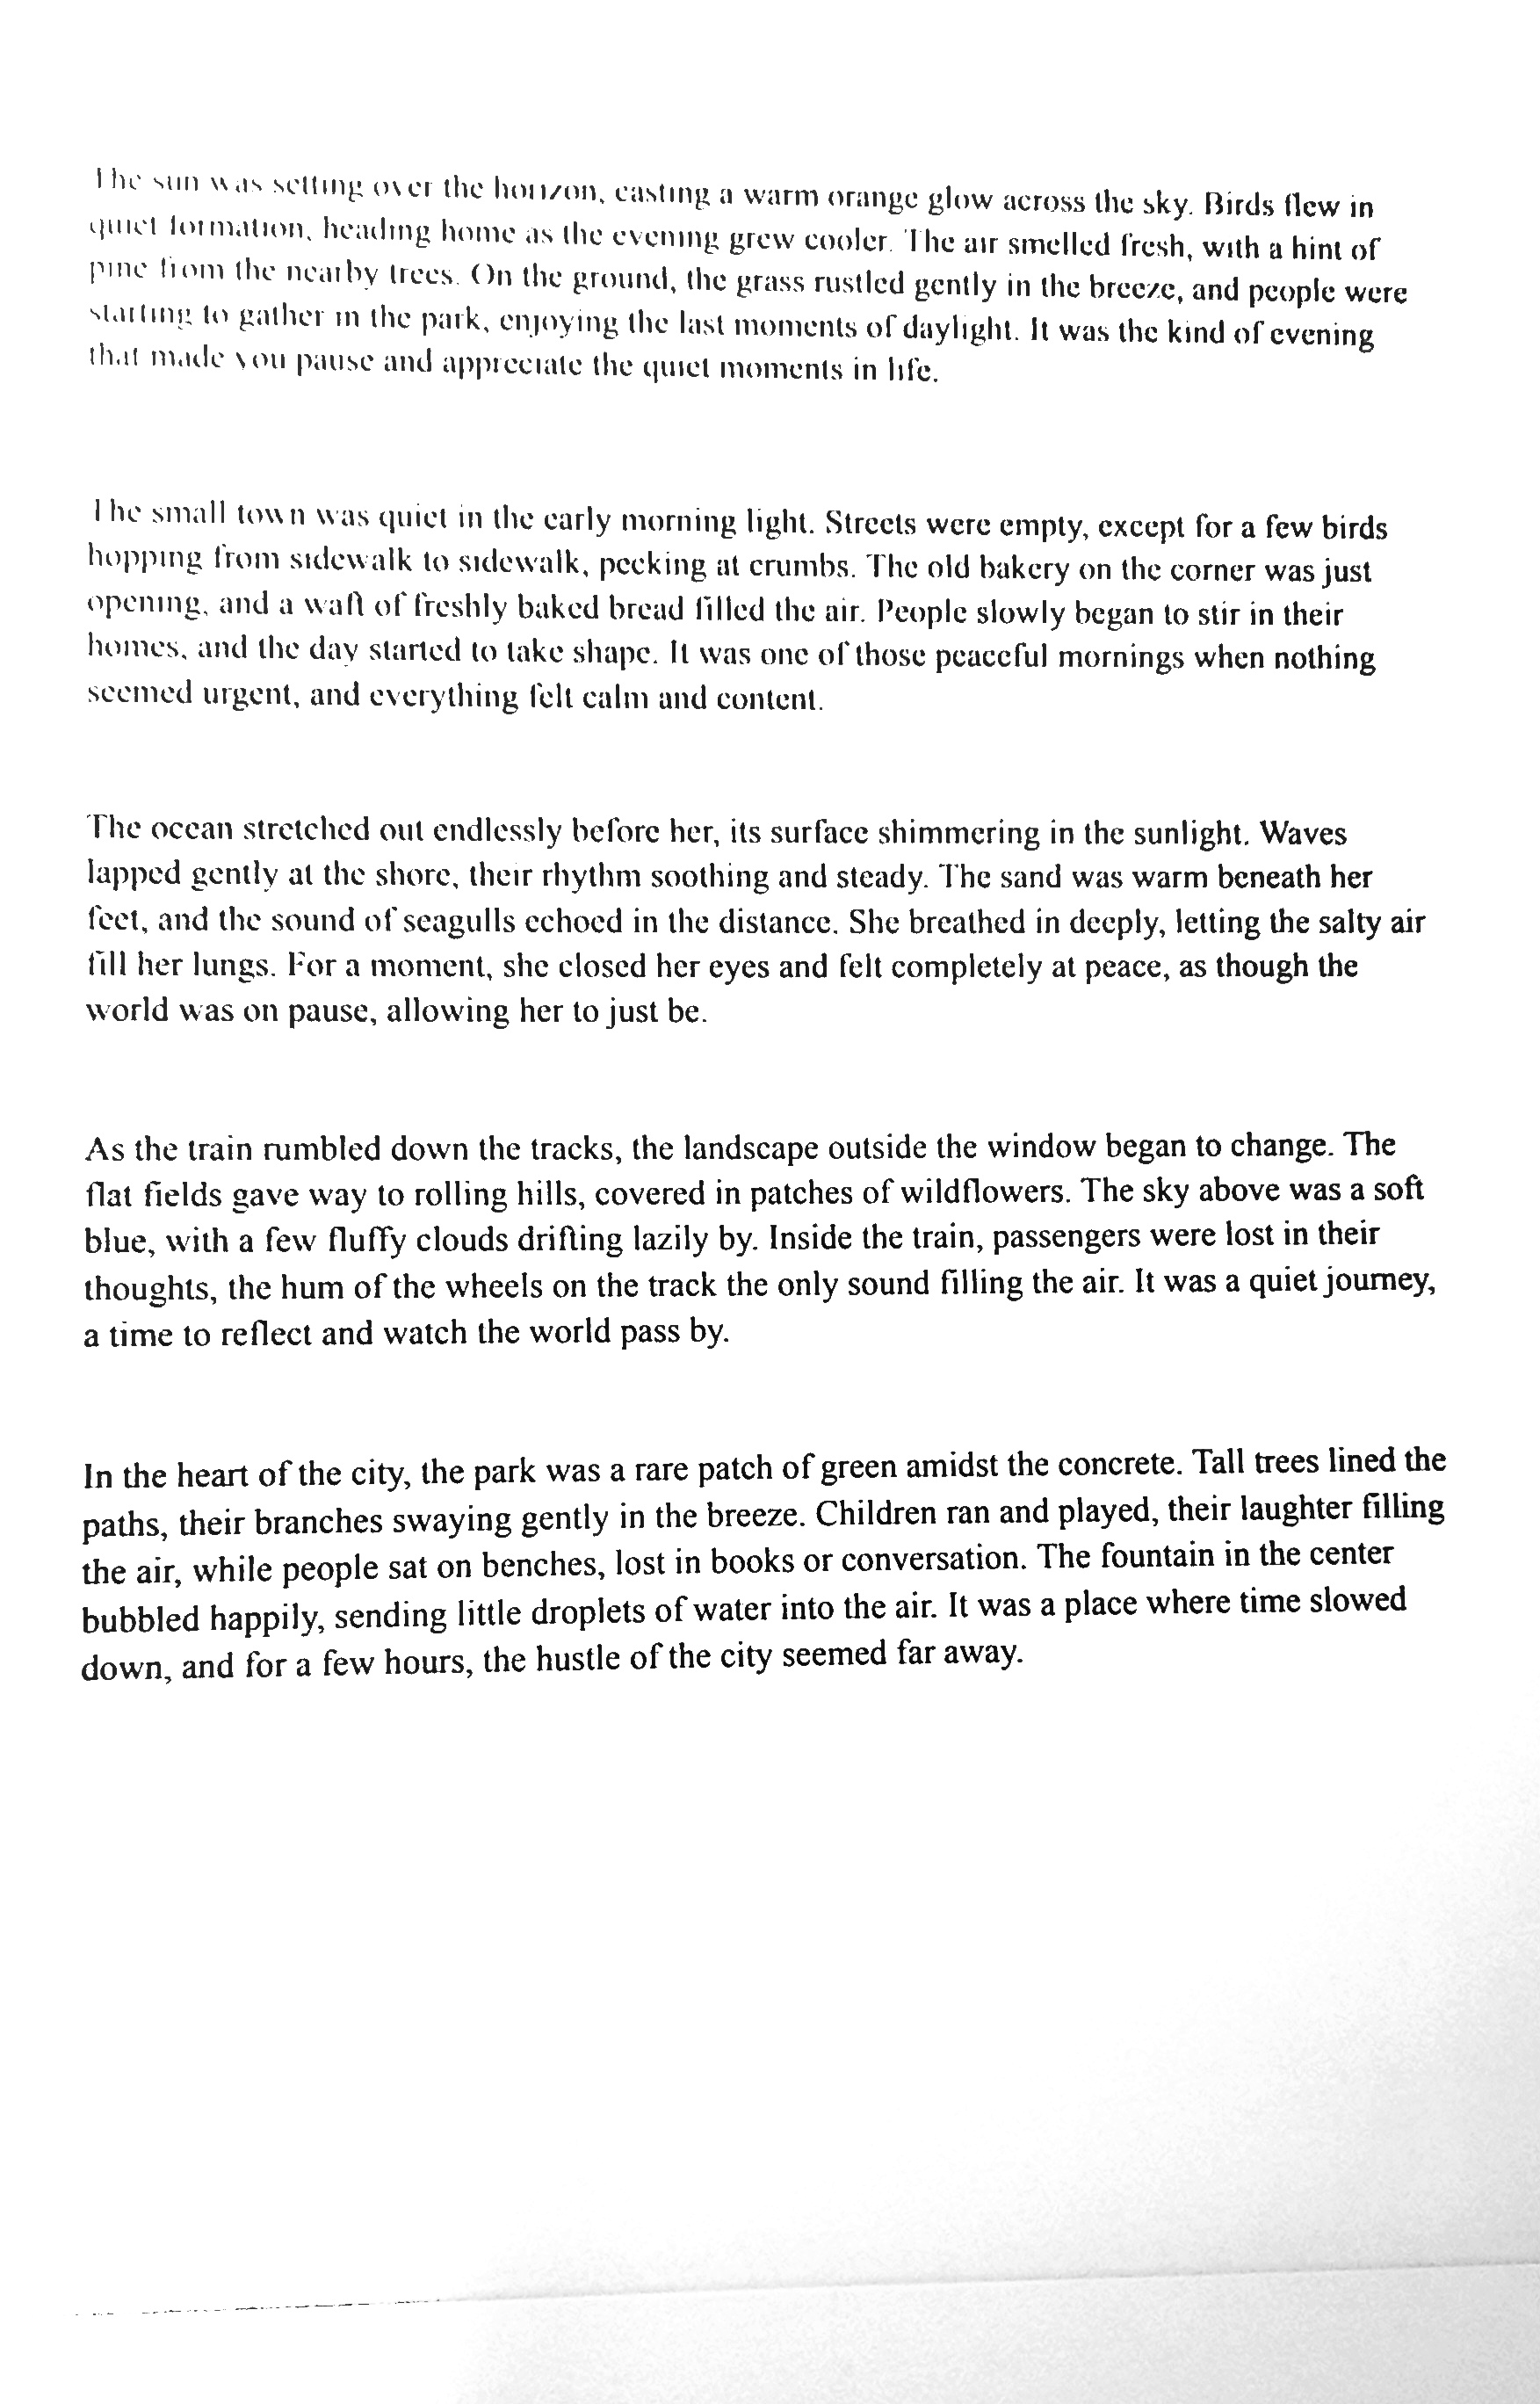 The sun was setting over the horizon, casting a warm orange glow across the sky. Birds flew in
quiet formation, heading home as the evening grew cooler. The air smelled fresh, with a hint of
pine from the nearby trees. On the ground, the grass rustled gently in the breeze, and people were
starting to gather in the park, enjoying the last moments of daylight. It was the kind of evening
that made you pause and appreciate the quiet moments in life.
The small town was quiet in the early morning light. Streets were empty, except for a few birds
hopping from sidewalk to sidewalk, pecking at crumbs. The old bakery on the corner was just
opening, and a waft of freshly baked bread filled the air. People slowly began to stir in their
homes, and the day started to take shape. It was one of those peaceful mornings when nothing
seemed urgent, and everything felt calm and content.
The ocean stretched out endlessly before her, its surface shimmering in the sunlight. Waves
lapped gently at the shore, their rhythm soothing and steady. The sand was warm beneath her
feet, and the sound of seagulls echoed in the distance. She breathed in deeply, letting the salty air
fill her lungs. For a moment, she closed her eyes and felt completely at peace, as though the
world was on pause, allowing her to just be.
As the train rumbled down the tracks, the landscape outside the window began to change. The
flat fields gave way to rolling hills, covered in patches of wildflowers. The sky above was a soft
blue, with a few fluffy clouds drifting lazily by. Inside the train, passengers were lost in their
thoughts, the hum of the wheels on the track the only sound filling the air. It was a quiet journey,
a time to reflect and watch the world pass by.
In the heart of the city, the park was a rare patch of green amidst the concrete. Tall trees lined the
paths, their branches swaying gently in the breeze. Children ran and played, their laughter filling
the air, while people sat on benches, lost in books or conversation. The fountain in the center
bubbled happily, sending little droplets of water into the air. It was a place where time slowed
down, and for a few hours, the hustle of the city seemed far away.